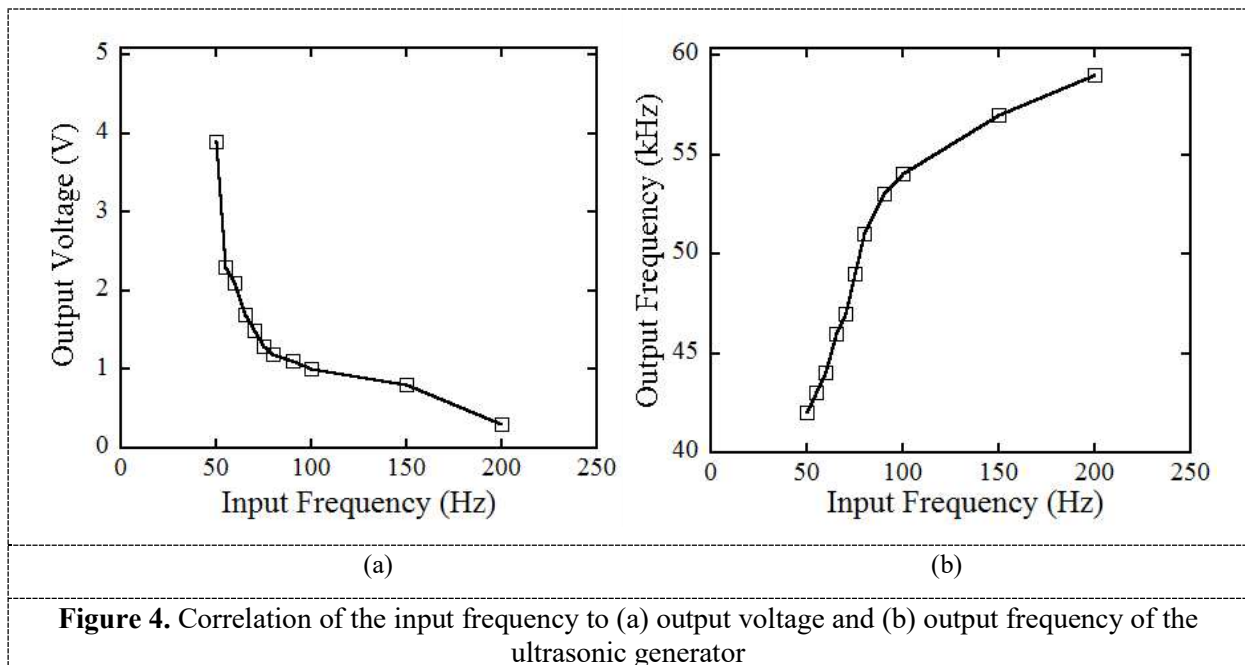 5
4
3
2
1
0
Output Voltage (V)
0 50 100 150 200 250
Input Frequency (Hz)
60
55
50
45
40
Output Frequency (kHz)
0 50 100 150 200 250
Input Frequency (Hz)
(a) (b)
Figure 4. Correlation of the input frequency to (a) output voltage and (b) output frequency of the
ultrasonic generator